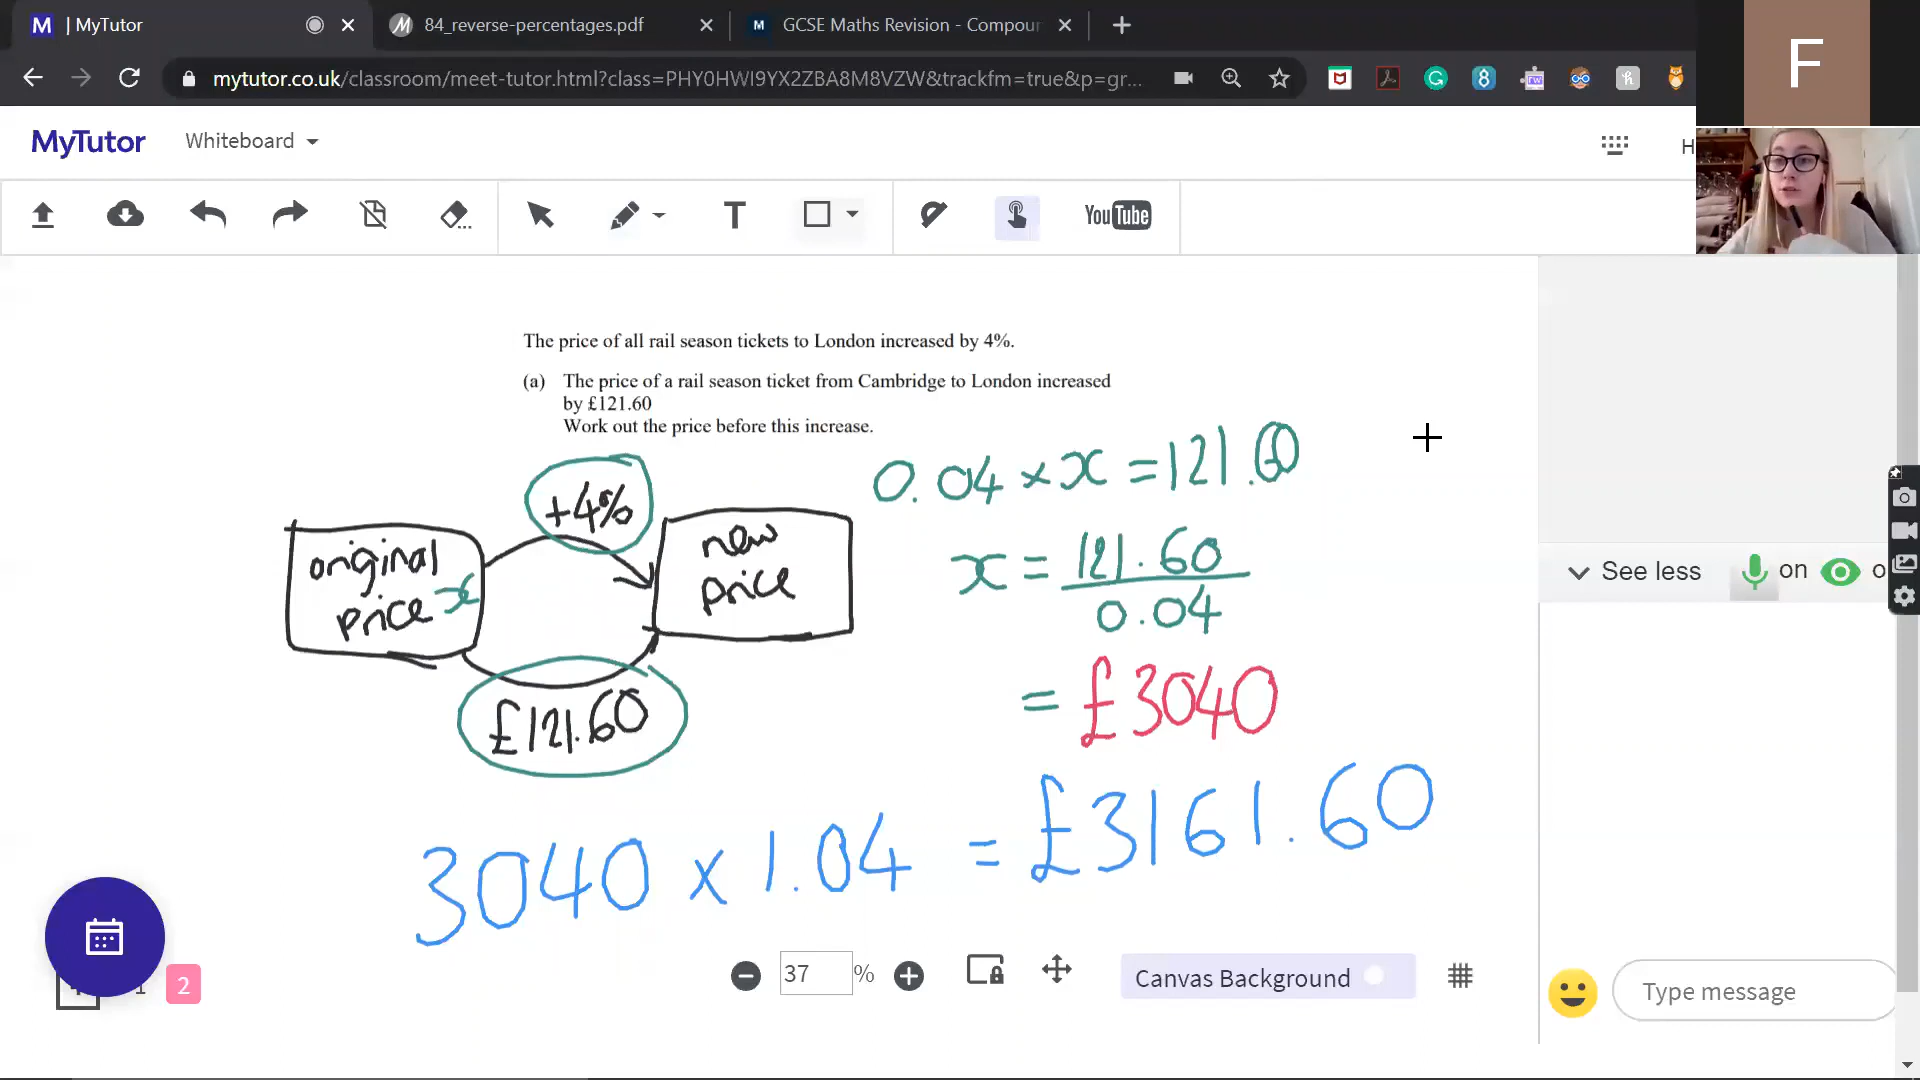 | MyTutor
84_reverse-percentages.pdf
GCSE Maths Revision - Compour
mytutor.co.uk/classroom/meet-tutor.html?class=PHY0HWI9YX2ZBA8M8VZW&trackfm=true&p=gr...
F
MyTutor
Whiteboard
H
T
YouTube
The price of all rail season tickets to London increased by 4%.
(a) The price of a rail season ticket from Cambridge to London increased
by £121.60
Work out the price before this increase.
0.04 × x = 121.60
+4%
original
price x
new
price
x = 121.60
0.04
£121.60
= £3040
3040 × 1.04 = £3161.60
See less
on
o
1
2
37
%
Canvas Background
Type message